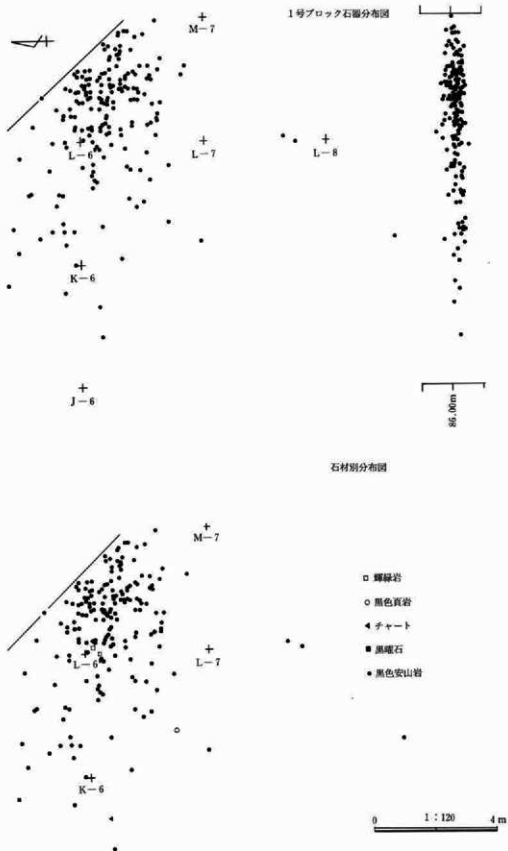 1号ブロック石器分布図
M-7
L-6
L-7
L-8
K-6
J-6
86.00m
石材別分布図
M-7
L-6
L-7
K-6
輝緑岩
黒色頁岩
チャート
黒曜石
黒色安山岩
0 1:120 4m